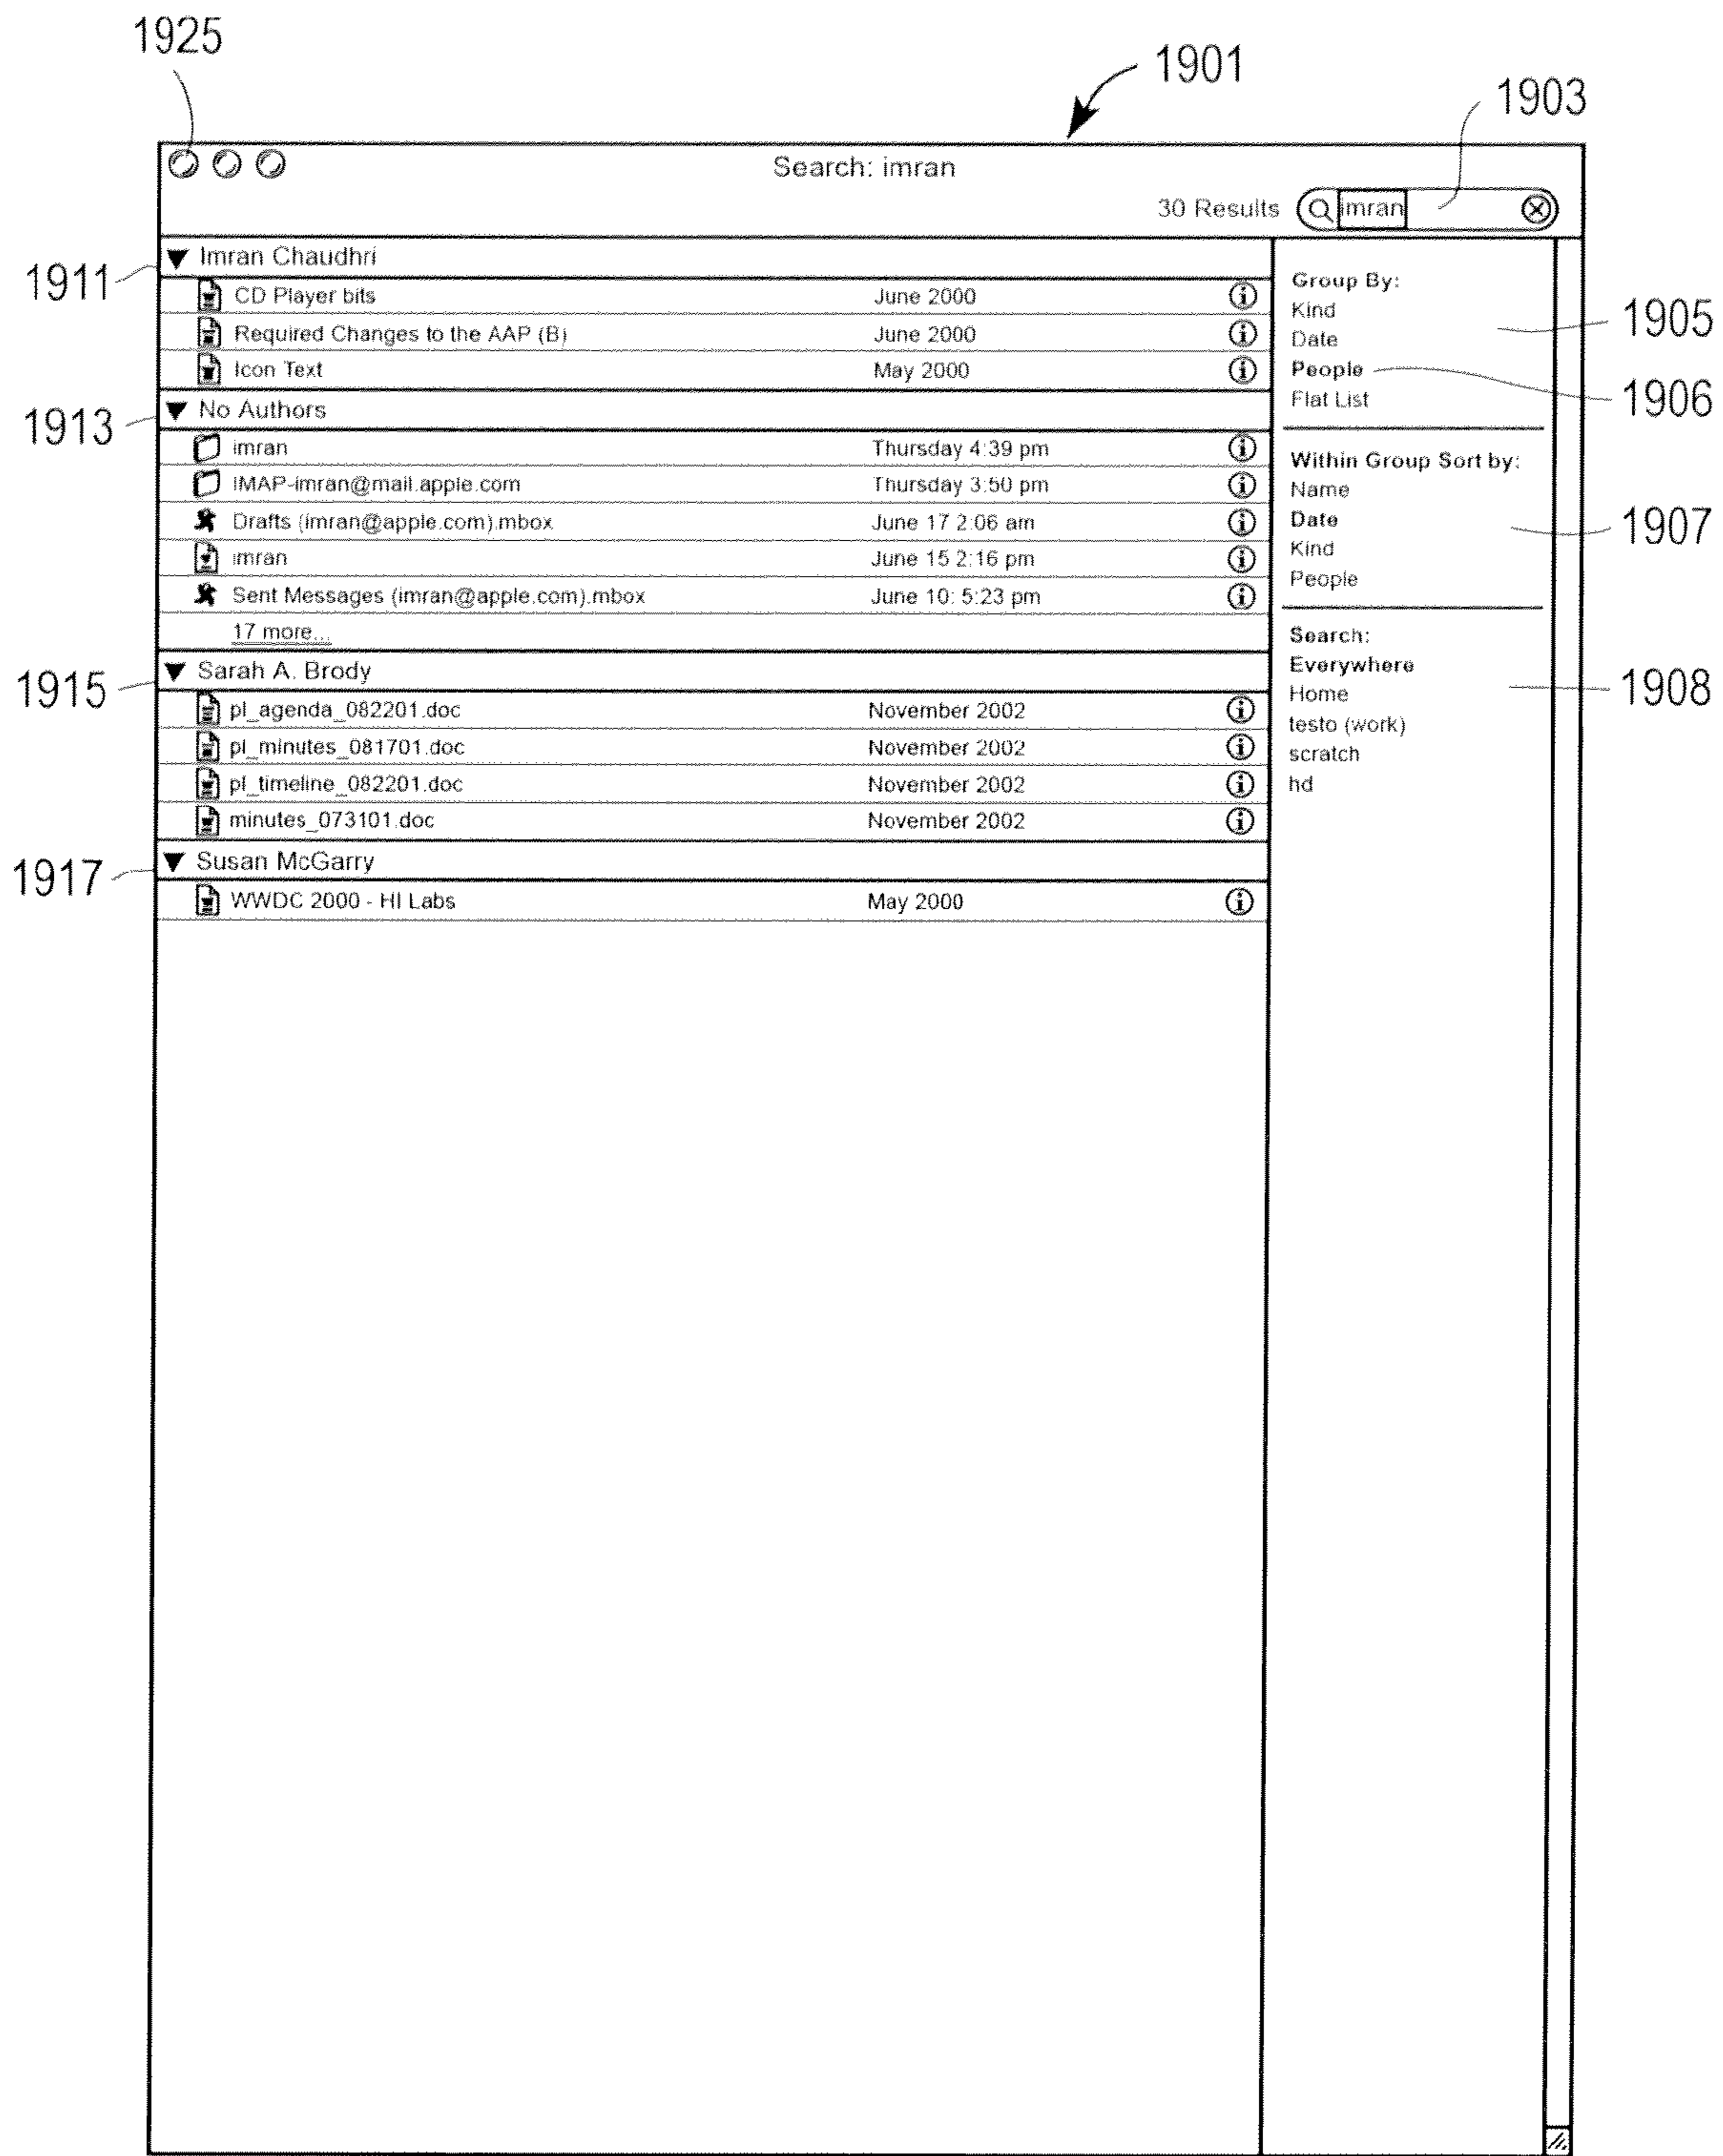 1925
1901
1903
Search: imran
30 Results imran
1911
Imran Chaudhri
CD Player bits June 2000
Required Changes to the AAP (B) June 2000
Icon Text May 2000
1913
No Authors
imran Thursday 4:39 pm
IMAP-imran@mail.apple.com Thursday 3:50 pm
Drafts (imran@apple.com).mbox June 17 2:06 am
imran June 15 2:16 pm
Sent Messages (imran@apple.com).mbox June 10: 5:23 pm
17 more...
1915
Sarah A. Brody
pl_agenda_082201.doc November 2002
pl_minutes_081701.doc November 2002
pl_timeline_082201.doc November 2002
minutes_073101.doc November 2002
1917
Susan McGarry
WWDC 2000 - HI Labs May 2000
Group By:
Kind
Date
People
Flat List
1905
1906
Within Group Sort by:
Name
Date
Kind
People
1907
Search:
Everywhere
Home
testo (work)
scratch
hd
1908